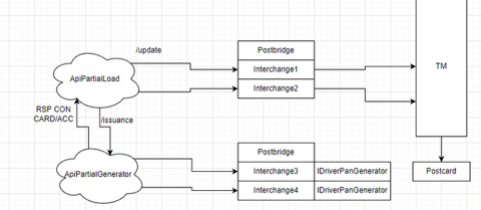 /update
Postbridge
Interchange1
Interchange2
TM
ApiPartialLoad
RSP CON
CARD/ACC
/issuance
Postbridge
Interchange3
IDriverPanGenerator
Interchange4
IDriverPanGenerator
ApiPartialGenerator
Postcard